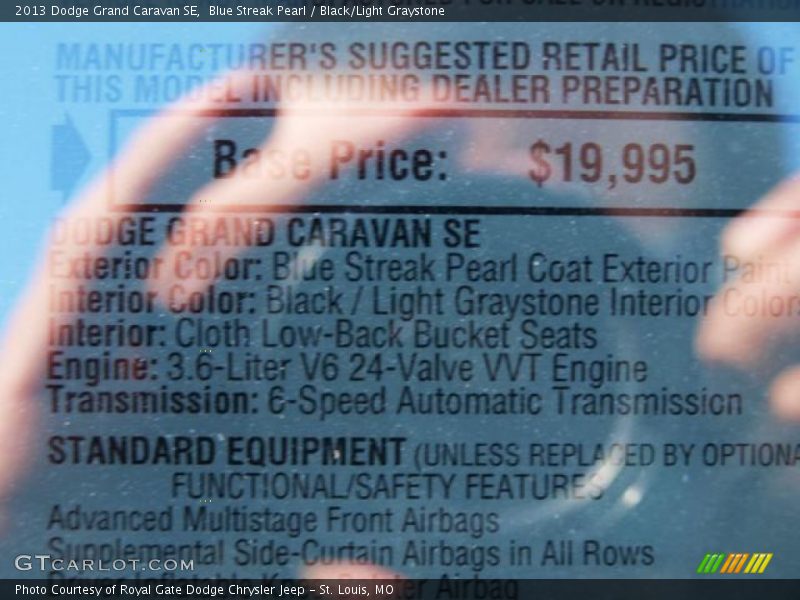 2013 Dodge Grand Caravan SE, Blue Streak Pearl / Black/Light Graystone
MANUFACTURER'S SUGGESTED RETAIL PRICE OF
THIS MODEL INCLUDING DEALER PREPARATION
Base Price: $19,995
DODGE GRAND CARAVAN SE
Exterior Color: Blue Streak Pearl Coat Exterior Paint
Interior Color: Black / Light Graystone Interior Colors
Interior: Cloth Low-Back Bucket Seats
Engine: 3.6-Liter V6 24-Valve VVT Engine
Transmission: 6-Speed Automatic Transmission
STANDARD EQUIPMENT (UNLESS REPLACED BY OPTIONA
FUNCTIONAL/SAFETY FEATURES
Advanced Multistage Front Airbags
Supplemental Side-Curtain Airbags in All Rows
GTCARLOT.COM
Airbag
Photo Courtesy of Royal Gate Dodge Chrysler Jeep - St. Louis, MO